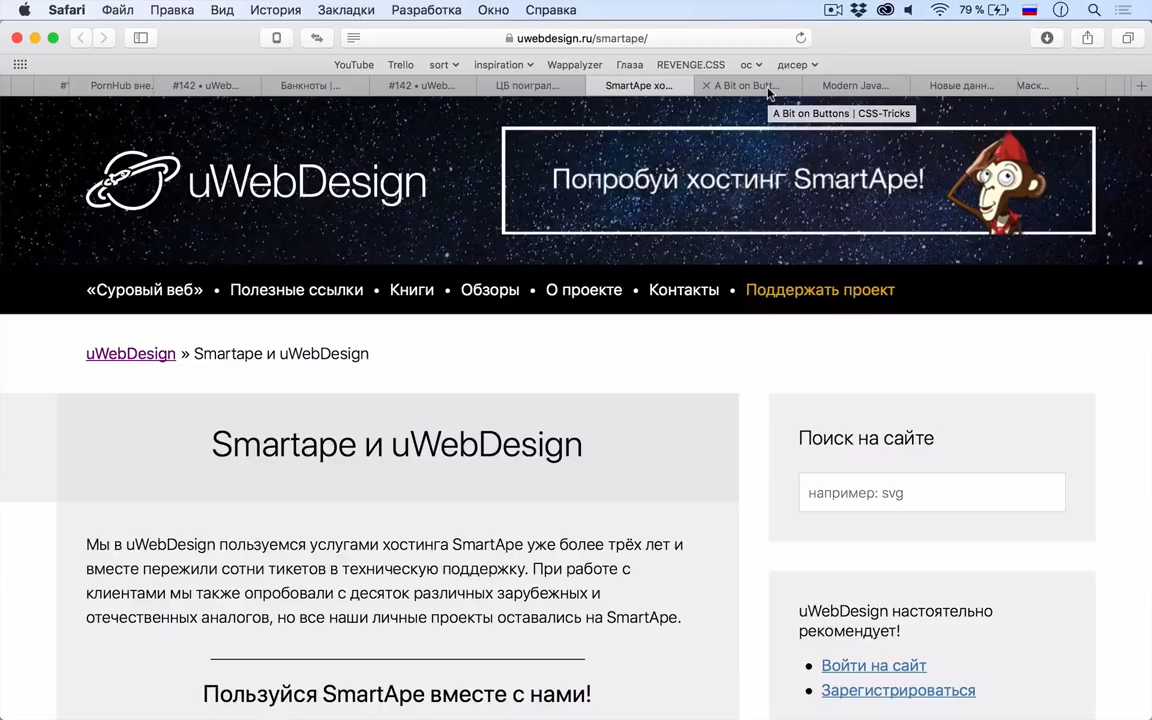 Safari Файл Правка Вид История Закладки Разработка Окно Справка 79 %
uwebdesign.ru/smartape/
YouTube Trello sort inspiration Wappalyzer Глаза REVENGE.CSS ос дисер
PornHub вне... #142 • uWeb... Банкноты |... #142 • uWeb... ЦБ поиграл... SmartApe хо... A Bit on Butt... Modern Java... Новые данн... Маск...
A Bit on Buttons | CSS-Tricks
uWebDesign
Попробуй хостинг SmartApe!
«Суровый веб» • Полезные ссылки • Книги • Обзоры • О проекте • Контакты • Поддержать проект
uWebDesign » Smartape и uWebDesign
Smartape и uWebDesign
Мы в uWebDesign пользуемся услугами хостинга SmartApe уже более трёх лет и
вместе пережили сотни тикетов в техническую поддержку. При работе с
клиентами мы также опробовали с десяток различных зарубежных и
отечественных аналогов, но все наши личные проекты оставались на SmartApe.
Пользуйся SmartApe вместе с нами!
Поиск на сайте
например: svg
uWebDesign настоятельно
рекомендует!
• Войти на сайт
• Зарегистрироваться